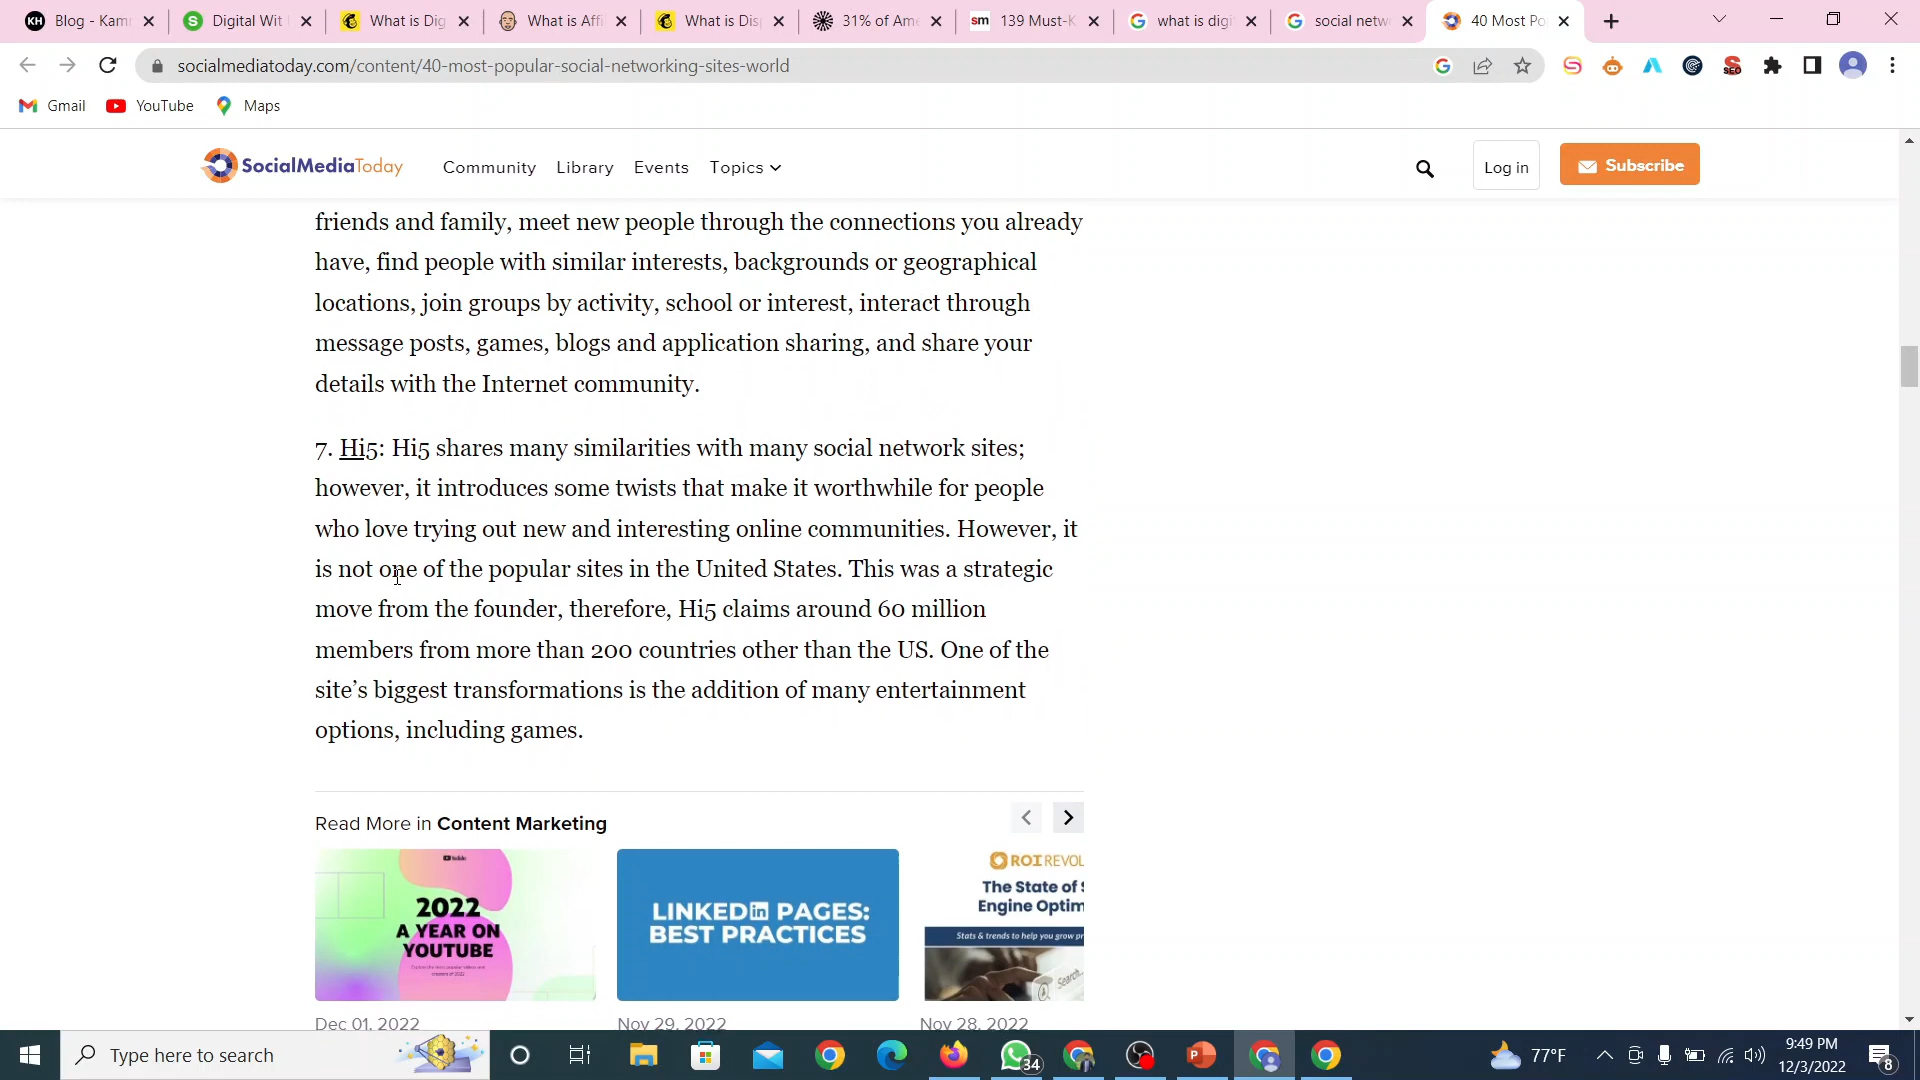 Blog - Kam
Digital Wit
What is Dig
What is Affi
What is Dis
31% of Ame
139 Must-K
what is digi
social netw
40 Most Po
socialmediatoday.com/content/40-most-popular-social-networking-sites-world
Gmail
YouTube
Maps
SocialMediaToday
Community
Library
Events
Topics
Log in
Subscribe
friends and family, meet new people through the connections you already
have, find people with similar interests, backgrounds or geographical
locations, join groups by activity, school or interest, interact through
message posts, games, blogs and application sharing, and share your
details with the Internet community.
7. Hi5: Hi5 shares many similarities with many social network sites;
however, it introduces some twists that make it worthwhile for people
who love trying out new and interesting online communities. However, it
is not one of the popular sites in the United States. This was a strategic
move from the founder, therefore, Hi5 claims around 60 million
members from more than 200 countries other than the US. One of the
site’s biggest transformations is the addition of many entertainment
options, including games.
Read More in Content Marketing
2022
A YEAR ON
YOUTUBE
LINKEDin PAGES:
BEST PRACTICES
ROI REVOL
The State of S
Engine Optim
Stats & trends to help you grow pr
Search...
Dec 01, 2022
Nov 29, 2022
Nov 28, 2022
Type here to search
34
77°F
9:49 PM
12/3/2022
8